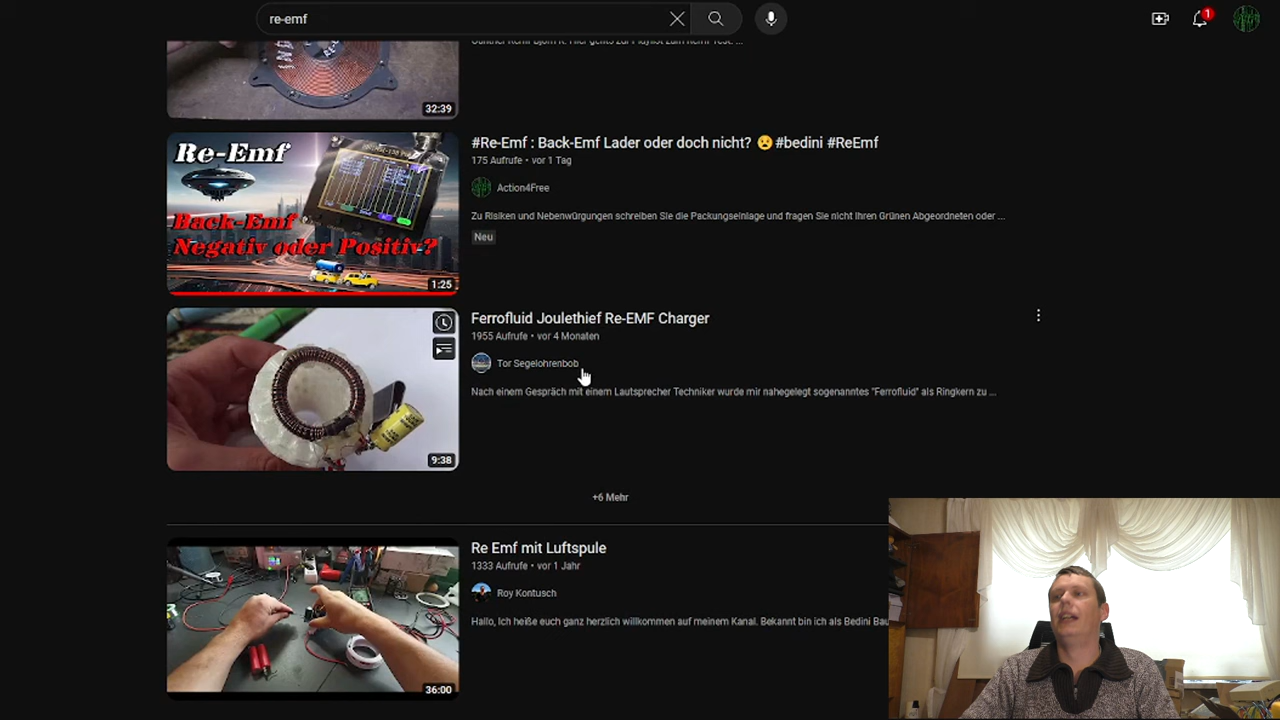 re-emf
1
32:39
#Re-Emf : Back-Emf Lader oder doch nicht? 😟 #bedini #ReEmf
175 Aufrufe • vor 1 Tag
Action4Free
Zu Risiken und Nebenwürgungen schreiben Sie die Packungseinlage und fragen Sie nicht Ihren Grünen Abgeordneten oder ...
Neu
Re-Emf
Back-Emf
Negativ oder Positiv?
1:25
Ferrofluid Joulethief Re-EMF Charger
1955 Aufrufe • vor 4 Monaten
Tor Segelohrenbob
Nach einem Gespräch mit einem Lautsprecher Techniker wurde mir nahegelegt sogenanntes "Ferrofluid" als Ringkern zu ...
9:38
+6 Mehr
Re Emf mit Luftspule
1333 Aufrufe • vor 1 Jahr
Roy Kontusch
Hallo, Ich heiße euch ganz herzlich willkommen auf meinem Kanal. Bekannt bin ich als Bedini Bau
36:00